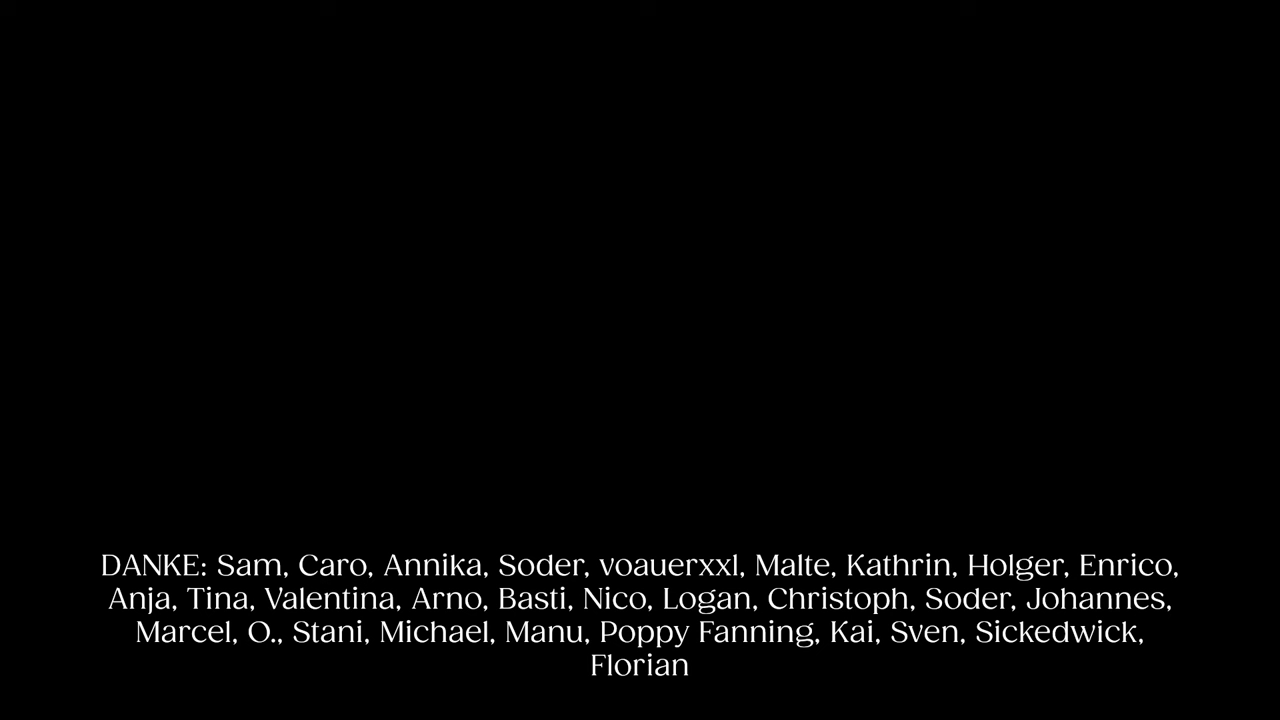 DANKE: Sam, Caro, Annika, Soder, voauerxxl, Malte, Kathrin, Holger, Enrico,
Anja, Tina, Valentina, Arno, Basti, Nico, Logan, Christoph, Soder, Johannes,
Marcel, O., Stani, Michael, Manu, Poppy Fanning, Kai, Sven, Sickedwick,
Florian